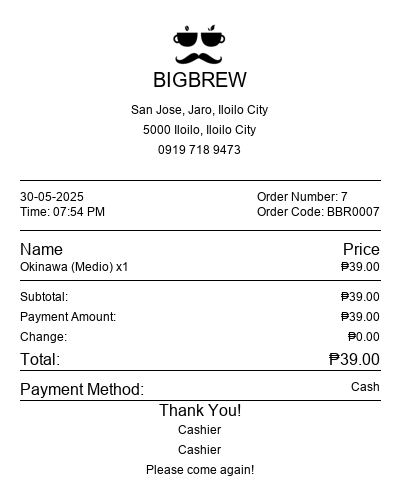 BIGBREW
San Jose, Jaro, Iloilo City
5000 Iloilo, Iloilo City
0919 718 9473
30-05-2025 Order Number: 7
Time: 07:54 PM Order Code: BBR0007
Name Price
Okinawa (Medio) x1 ₱39.00
Subtotal: ₱39.00
Payment Amount: ₱39.00
Change: ₱0.00
Total: ₱39.00
Payment Method: Cash
Thank You!
Cashier
Cashier
Please come again!